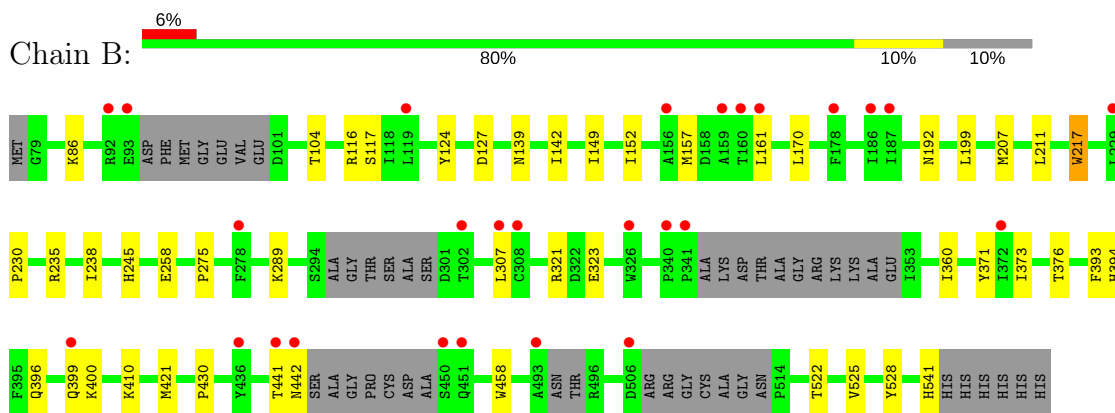 6%
Chain B:
80% 10% 10%
MET G79 K86 R92 E93 ASP PHE MET GLY GLU VAL GLU D101 T104 R116 S117 I118 L119 Y124 D127 N139 I142 I149 I152 A156 M157 D158 A159 T160 L161 L170 F178 I186 I187 N192 L199 M207 L211 W217 L229
P230 R235 I238 H245 E258 P275 F278 K289 S294 ALA GLY THR SER ALA SER D301 T302 L307 C308 R321 D322 E323 W326 P340 P341 ALA LYS ASP THR ALA GLY ARG LYS LYS ALA GLU I353 I360 Y371 I372 I373 T376 F393 H394
F395 Q396 Q399 K400 K410 M421 P430 Y436 T441 N442 SER ALA GLY PRO CYS ASP ALA S450 Q451 W458 A493 ASN THR R496 D506 ARG ARG GLY CYS ALA GLY ASN P514 T522 V525 Y528 H541 HIS HIS HIS HIS HIS HIS